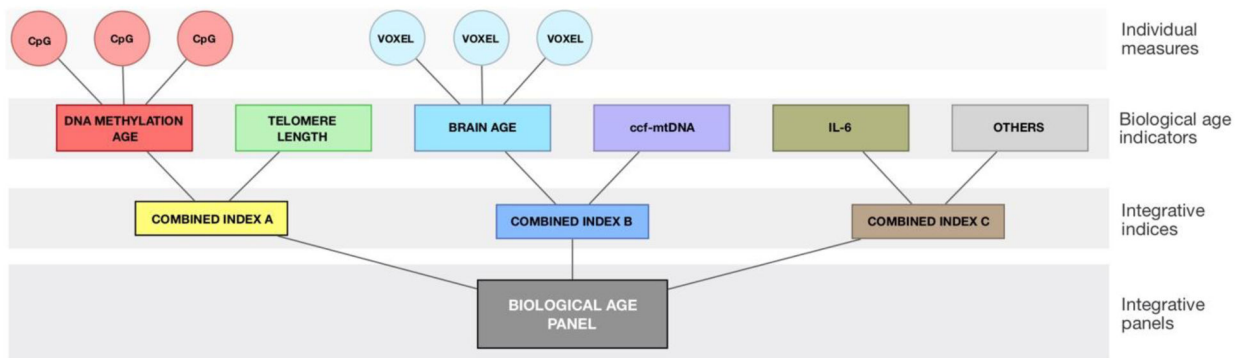 CpG CpG CpG VOXEL VOXEL VOXEL
Individual
measures
DNA METHYLATION
AGE
TELOMERE
LENGTH
BRAIN AGE
ccf-mtDNA
IL-6
OTHERS
Biological age
indicators
COMBINED INDEX A
COMBINED INDEX B
COMBINED INDEX C
Integrative
indices
BIOLOGICAL AGE
PANEL
Integrative
panels